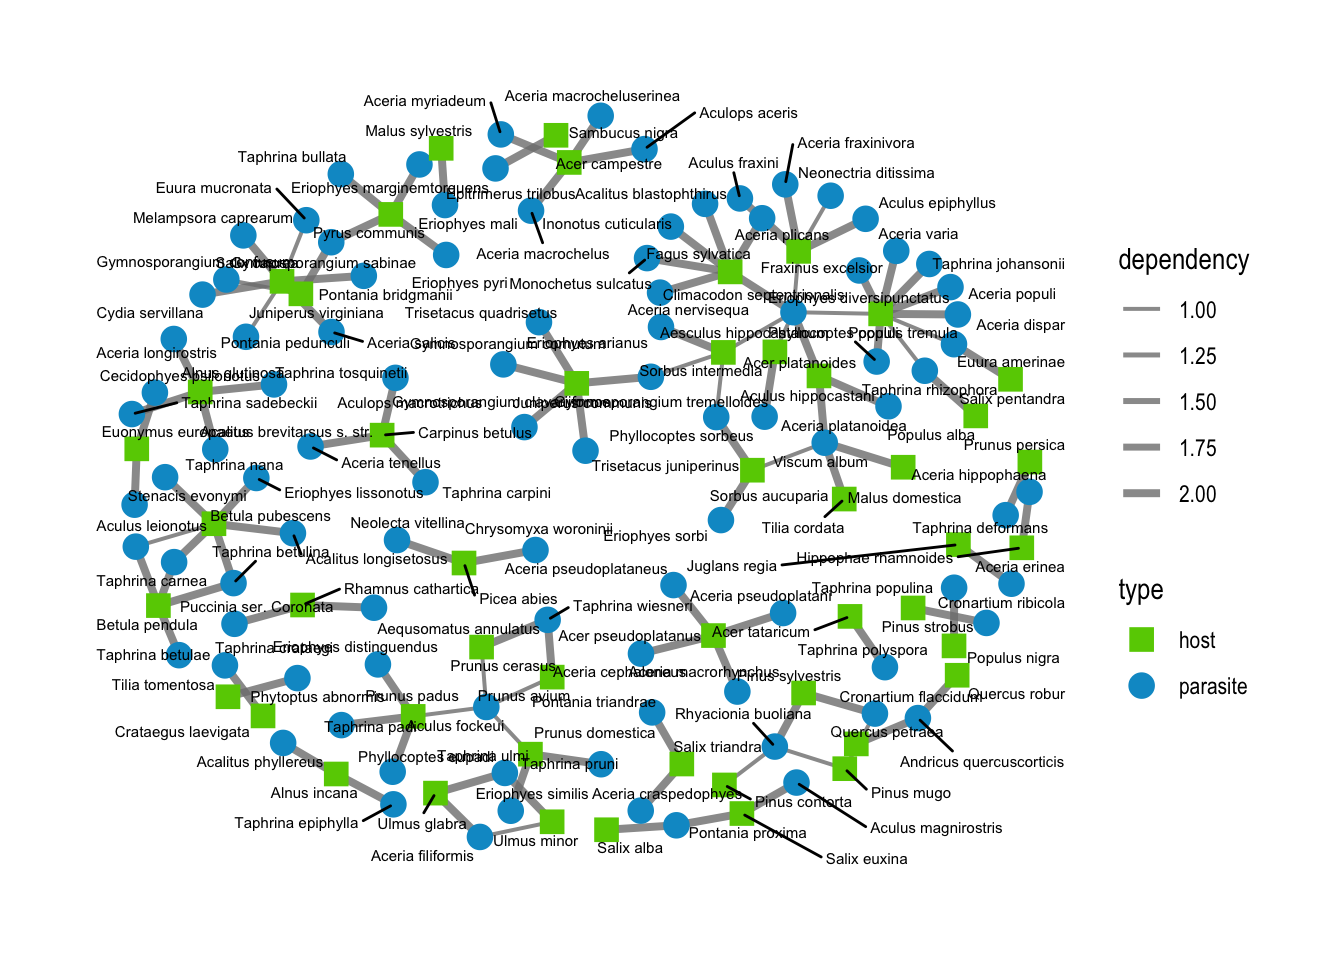 Aceria myriadeum
Aceria macrocheluserinea
Aculops aceris
Malus sylvestris
Sambucus nigra
Aceria fraxinivora
Taphrina bullata
Acer campestre
Aculus fraxini
Neonectria ditissima
Euura mucronata
Eriophyes marginemtorquens
Epitrimerus trilobus
Acalitus blastophthirus
Aculus epiphyllus
Melampsora caprearum
Pyrus communis
Eriophyes mali
Inonotus cuticularis
Aceria plicans
Aceria varia
Aceria macrochelus
Fagus sylvatica
Fraxinus excelsior
Taphrina johansonii
Gymnosporangium sabinae
Eriophyes pyri
Monochetus sulcatus
Climacodon septentrionalis
Eriophyes diversipunctatus
Aceria populi
Pontania bridgmanii
Cydia servillana
Juniperus virginiana
Trisetacus quadrisetus
Aceria nervisequa
Aceria dispar
Pontania pedunculi
Aceria salicis
Gymnosporangium cornutum
Eriophyes arianus
Aesculus hippocastanum
Phyllocoptes populi
Populus tremula
Aceria longirostris
Euura amerinae
Cecidophyes psilonotus
Alnus glutinosa
Taphrina tosquinetii
Sorbus intermedia
Acer platanoides
Taphrina rhizophora
Taphrina sadebeckii
Aculops macrotrichus
Juniperus communis
Gymnosporangium tremelloides
Aculus hippocastani
Salix pentandra
Euonymus europaeus
Acalitus brevitarsus s. str.
Carpinus betulus
Phyllocoptes sorbeus
Aceria platanoidea
Populus alba
Prunus persica
Taphrina nana
Aceria tenellus
Trisetacus juniperinus
Viscum album
Aceria hippophaena
Stenacis evonymi
Eriophyes lissonotus
Taphrina carpini
Sorbus aucuparia
Malus domestica
Aculus leionotus
Betula pubescens
Neolecta vitellina
Chrysomyxa woroninii
Eriophyes sorbi
Tilia cordata
Taphrina deformans
Taphrina betulina
Acalitus longisetosus
Aceria pseudoplataneus
Juglans regia
Hippophae rhamnoides
Aceria erinea
Taphrina carnea
Rhamnus cathartica
Picea abies
Aceria pseudoplatani
Taphrina populina
Puccinia ser. Coronata
Taphrina wiesneri
Cronartium ribicola
Betula pendula
Aequsomatus annulatus
Acer pseudoplatanus
Acer tataricum
Pinus strobus
Taphrina betulae
Taphrina crataegi
Eriophyes distinguendus
Prunus cerasus
Taphrina polyspora
Populus nigra
Tilia tomentosa
Phytoptus abnormis
Prunus padus
Prunus avium
Aceria cephaloneus
Aceria macrorhynchus
Pinus sylvestris
Cronartium flaccidum
Quercus robur
Pontania triandrae
Crataegus laevigata
Taphrina padi
Aculus fockeui
Prunus domestica
Rhyacionia buoliana
Quercus petraea
Acalitus phyllereus
Phyllocoptes eupadi
Taphrina ulmi
Taphrina pruni
Salix triandra
Andricus quercuscorticis
Alnus incana
Eriophyes similis
Aceria craspedophyes
Pinus contorta
Pinus mugo
Taphrina epiphylla
Ulmus glabra
Ulmus minor
Pontania proxima
Aculus magnirostris
Aceria filiformis
Salix alba
Salix euxina
dependency
1.00
1.25
1.50
1.75
2.00
type
host
parasite